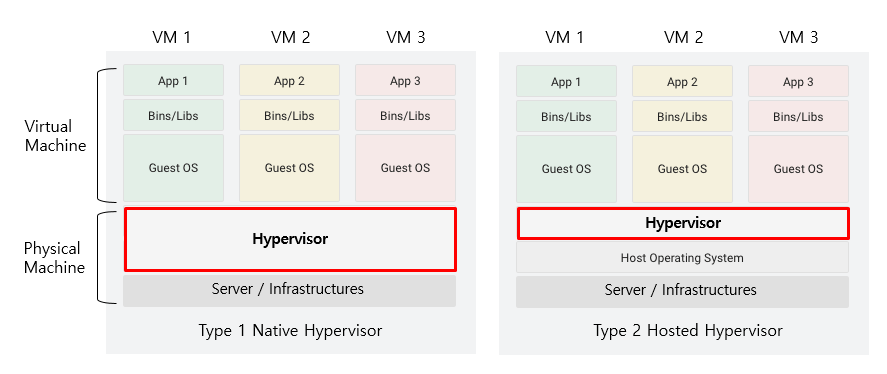 VM 1 VM 2 VM 3
App 1 App 2 App 3
Bins/Libs Bins/Libs Bins/Libs
Virtual
Machine
Guest OS Guest OS Guest OS
Physical
Machine
Hypervisor
Server / Infrastructures
Type 1 Native Hypervisor
VM 1 VM 2 VM 3
App 1 App 2 App 3
Bins/Libs Bins/Libs Bins/Libs
Guest OS Guest OS Guest OS
Hypervisor
Host Operating System
Server / Infrastructures
Type 2 Hosted Hypervisor